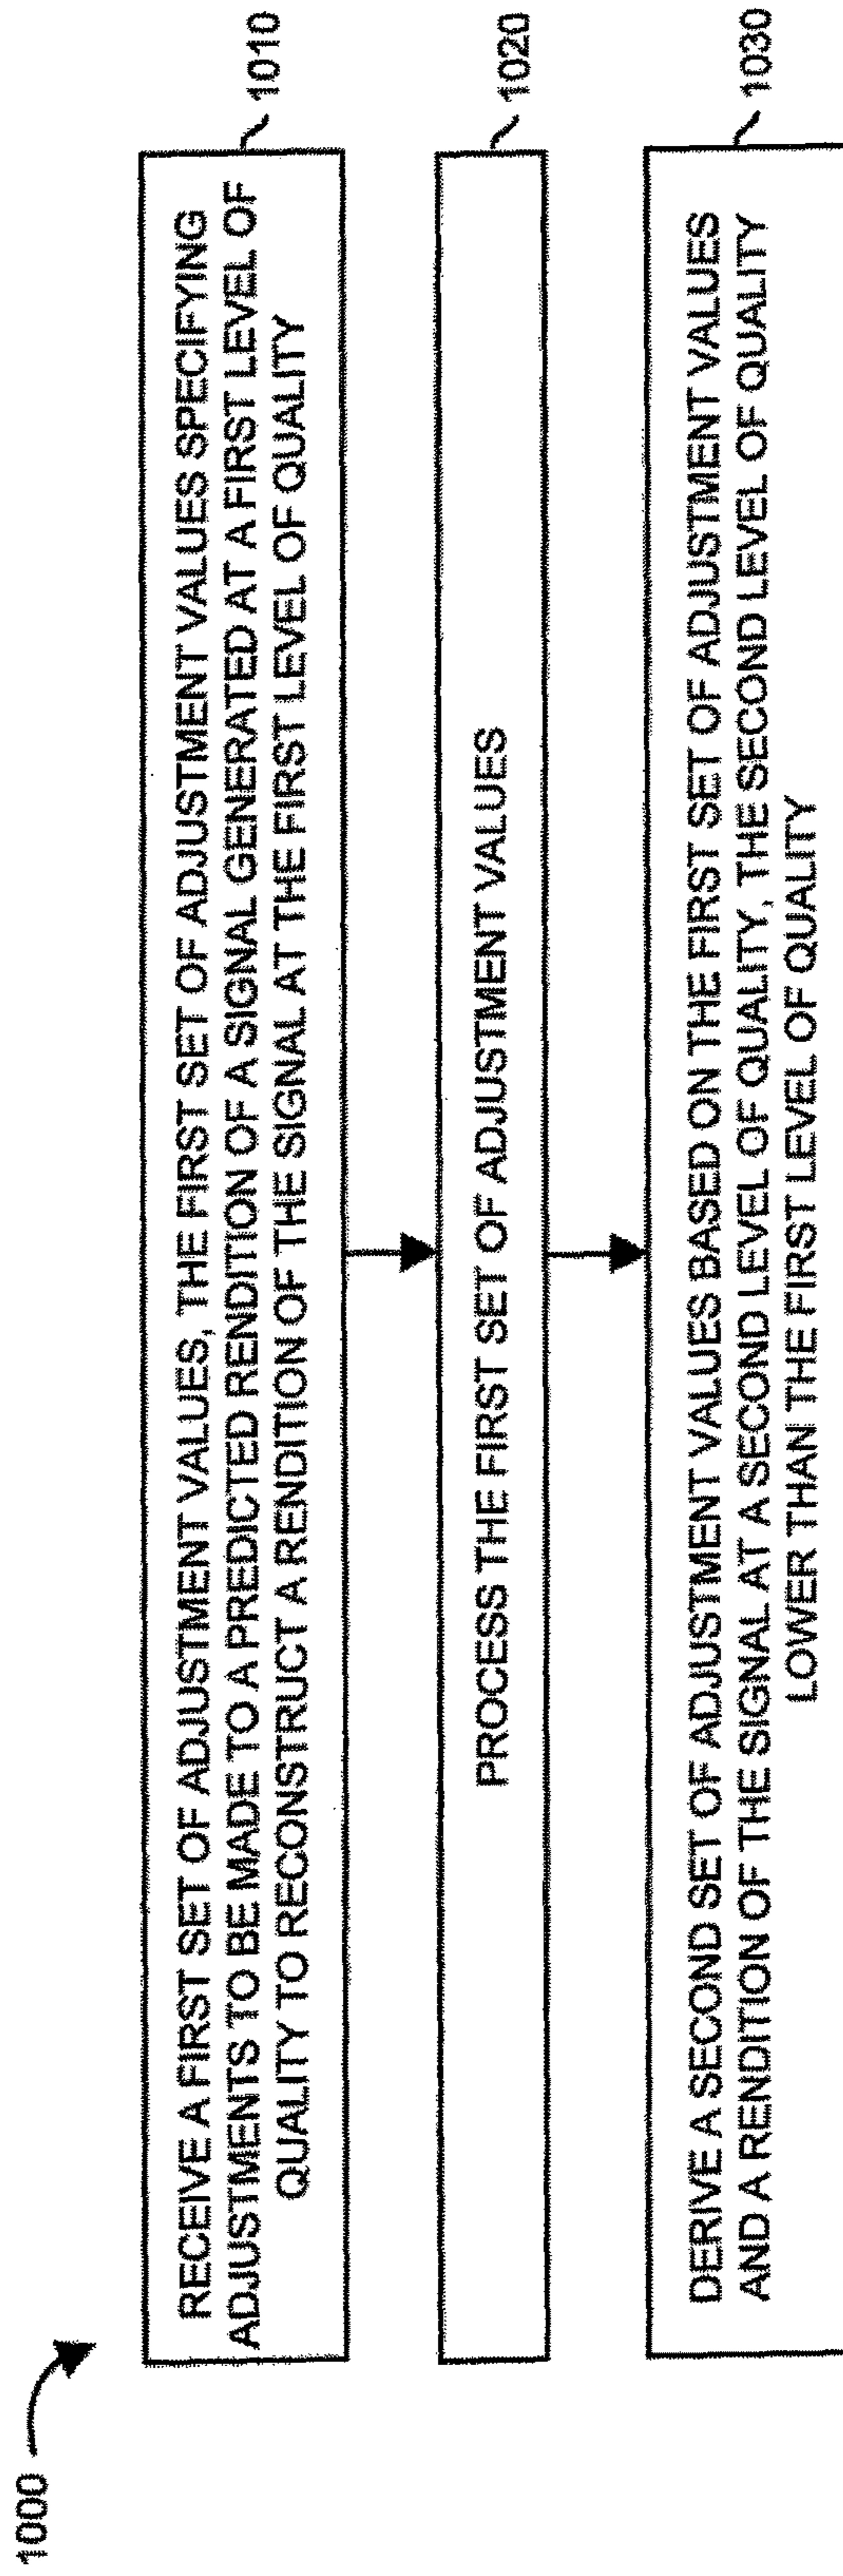 1000
RECEIVE A FIRST SET OF ADJUSTMENT VALUES, THE FIRST SET OF ADJUSTMENT VALUES SPECIFYING
ADJUSTMENTS TO BE MADE TO A PREDICTED RENDITION OF A SIGNAL GENERATED AT A FIRST LEVEL OF
QUALITY TO RECONSTRUCT A RENDITION OF THE SIGNAL AT THE FIRST LEVEL OF QUALITY
1010
PROCESS THE FIRST SET OF ADJUSTMENT VALUES
1020
DERIVE A SECOND SET OF ADJUSTMENT VALUES BASED ON THE FIRST SET OF ADJUSTMENT VALUES
AND A RENDITION OF THE SIGNAL AT A SECOND LEVEL OF QUALITY, THE SECOND LEVEL OF QUALITY
LOWER THAN THE FIRST LEVEL OF QUALITY
1030